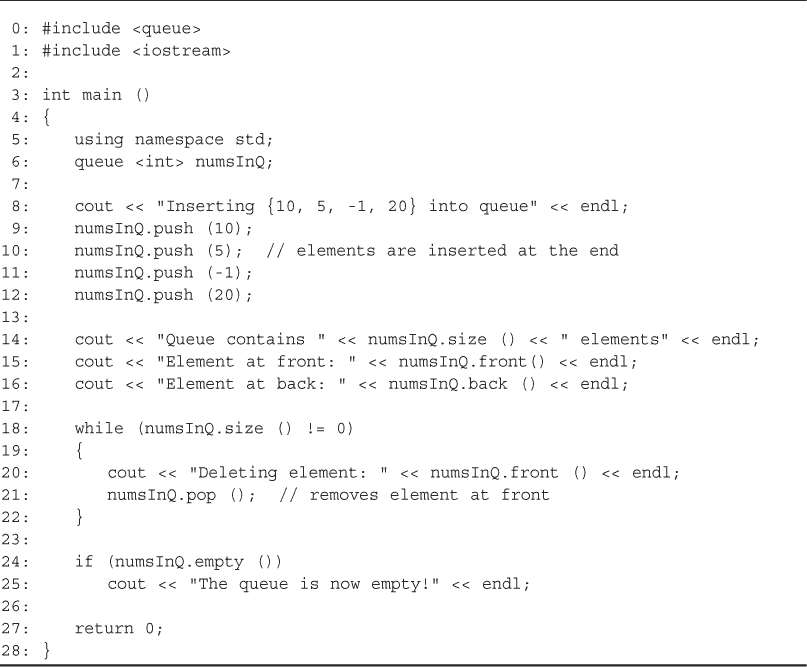 0: #include <queue>
1: #include <iostream>
2:
3: int main ()
4: {
5:    using namespace std;
6:    queue <int> numsInQ;
7:
8:    cout << "Inserting {10, 5, -1, 20} into queue" << endl;
9:    numsInQ.push (10);
10:    numsInQ.push (5);  // elements are inserted at the end
11:    numsInQ.push (-1);
12:    numsInQ.push (20);
13:
14:    cout << "Queue contains " << numsInQ.size () << " elements" << endl;
15:    cout << "Element at front: " << numsInQ.front() << endl;
16:    cout << "Element at back: " << numsInQ.back () << endl;
17:
18:    while (numsInQ.size () != 0)
19:    {
20:       cout << "Deleting element: " << numsInQ.front () << endl;
21:       numsInQ.pop ();  // removes element at front
22:    }
23:
24:    if (numsInQ.empty ())
25:       cout << "The queue is now empty!" << endl;
26:
27:    return 0;
28: }